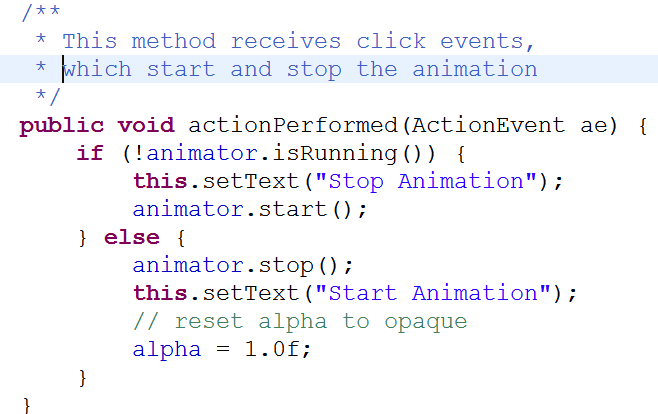 /**
 * This method receives click events,
 * which start and stop the animation
 */
public void actionPerformed(ActionEvent ae) {
    if (!animator.isRunning()) {
        this.setText("Stop Animation");
        animator.start();
    } else {
        animator.stop();
        this.setText("Start Animation");
        // reset alpha to opaque
        alpha = 1.0f;
    }
}